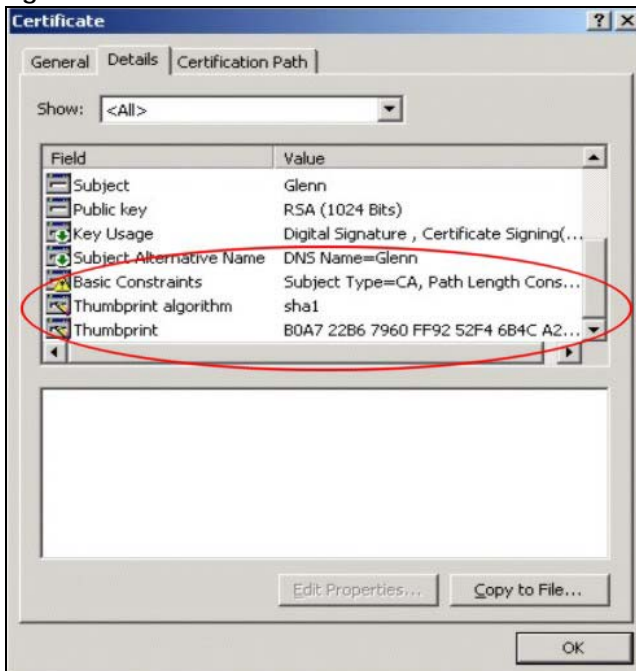 Certificate
General Details Certification Path
Show: <All>
Field Value
Subject Glenn
Public key RSA (1024 Bits)
Key Usage Digital Signature , Certificate Signing(...
Subject Alternative Name DNS Name=Glenn
Basic Constraints Subject Type=CA, Path Length Cons...
Thumbprint algorithm sha1
Thumbprint B0A7 22B6 7960 FF92 52F4 6B4C A2...
Edit Properties... Copy to File...
OK